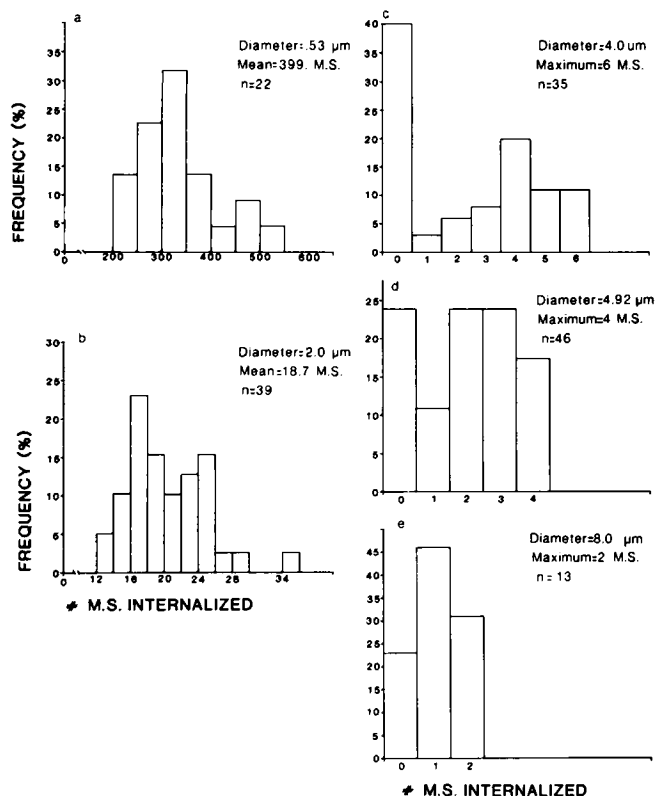 a
Diameter=.53 µm
Mean=399. M.S.
n=22
FREQUENCY (%)
35
30
25
20
15
10
5
0
0
200
300
400
500
600
b
Diameter=2.0 µm
Mean=18.7 M.S.
n=39
FREQUENCY (%)
30
25
20
15
10
5
0
0
12
16
20
24
28
34
# M.S. INTERNALIZED
c
Diameter=4.0 um
Maximum=6 M.S.
n=35
40
35
30
25
20
15
10
5
0
0
1
2
3
4
5
6
d
Diameter=4.92 µm
Maximum=4 M.S.
n=46
25
20
15
10
5
0
0
1
2
3
4
e
Diameter=8.0 µm
Maximum=2 M.S.
n= 13
45
40
35
30
25
20
15
10
5
0
0
1
2
# M.S. INTERNALIZED